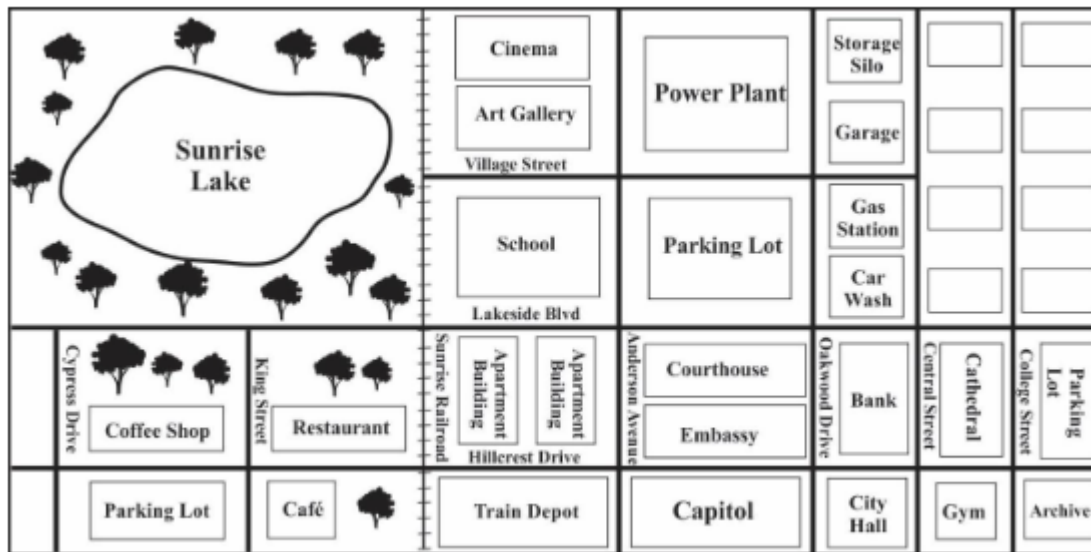 Cinema
Storage
Silo
Power Plant
Art Gallery
Garage
Sunrise
Lake
Village Street
Gas
Station
School
Parking Lot
Car
Wash
Lakeside Blvd
Cypress Drive
King Street
Sunrise Railroad
Apartment
Building
Apartment
Building
Anderson Avenue
Courthouse
Oakwood Drive
Bank
Central Street
Cathedral
College Street
Parking
Lot
Coffee Shop
Restaurant
Embassy
Hillcrest Drive
Parking Lot
Café
Train Depot
Capitol
City
Hall
Gym
Archive